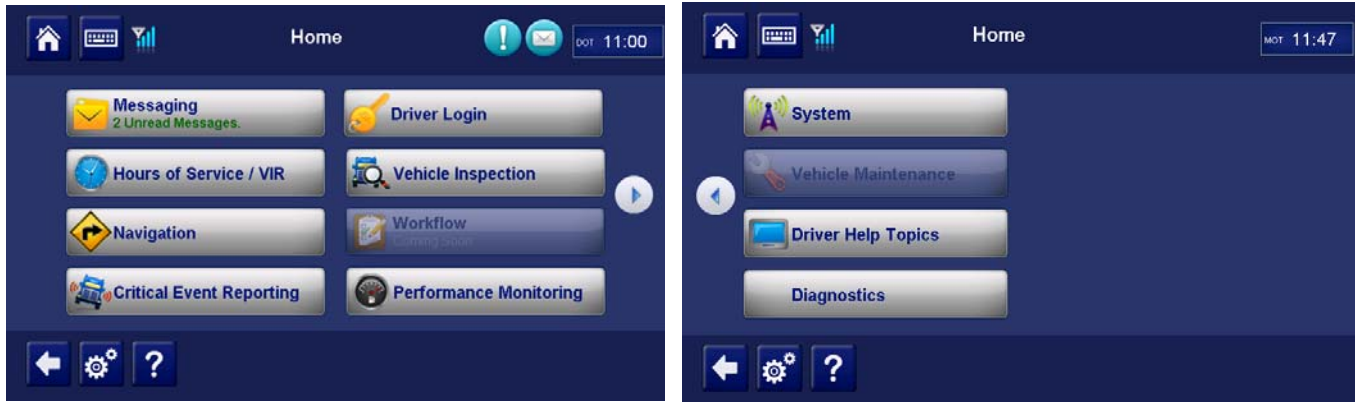 Home
DOT 11:00
Messaging
2 Unread Messages.
Driver Login
Hours of Service / VIR
Vehicle Inspection
Navigation
Workflow
Coming Soon
Critical Event Reporting
Performance Monitoring
?
Home
MOT 11:47
System
Vehicle Maintenance
Driver Help Topics
Diagnostics
?